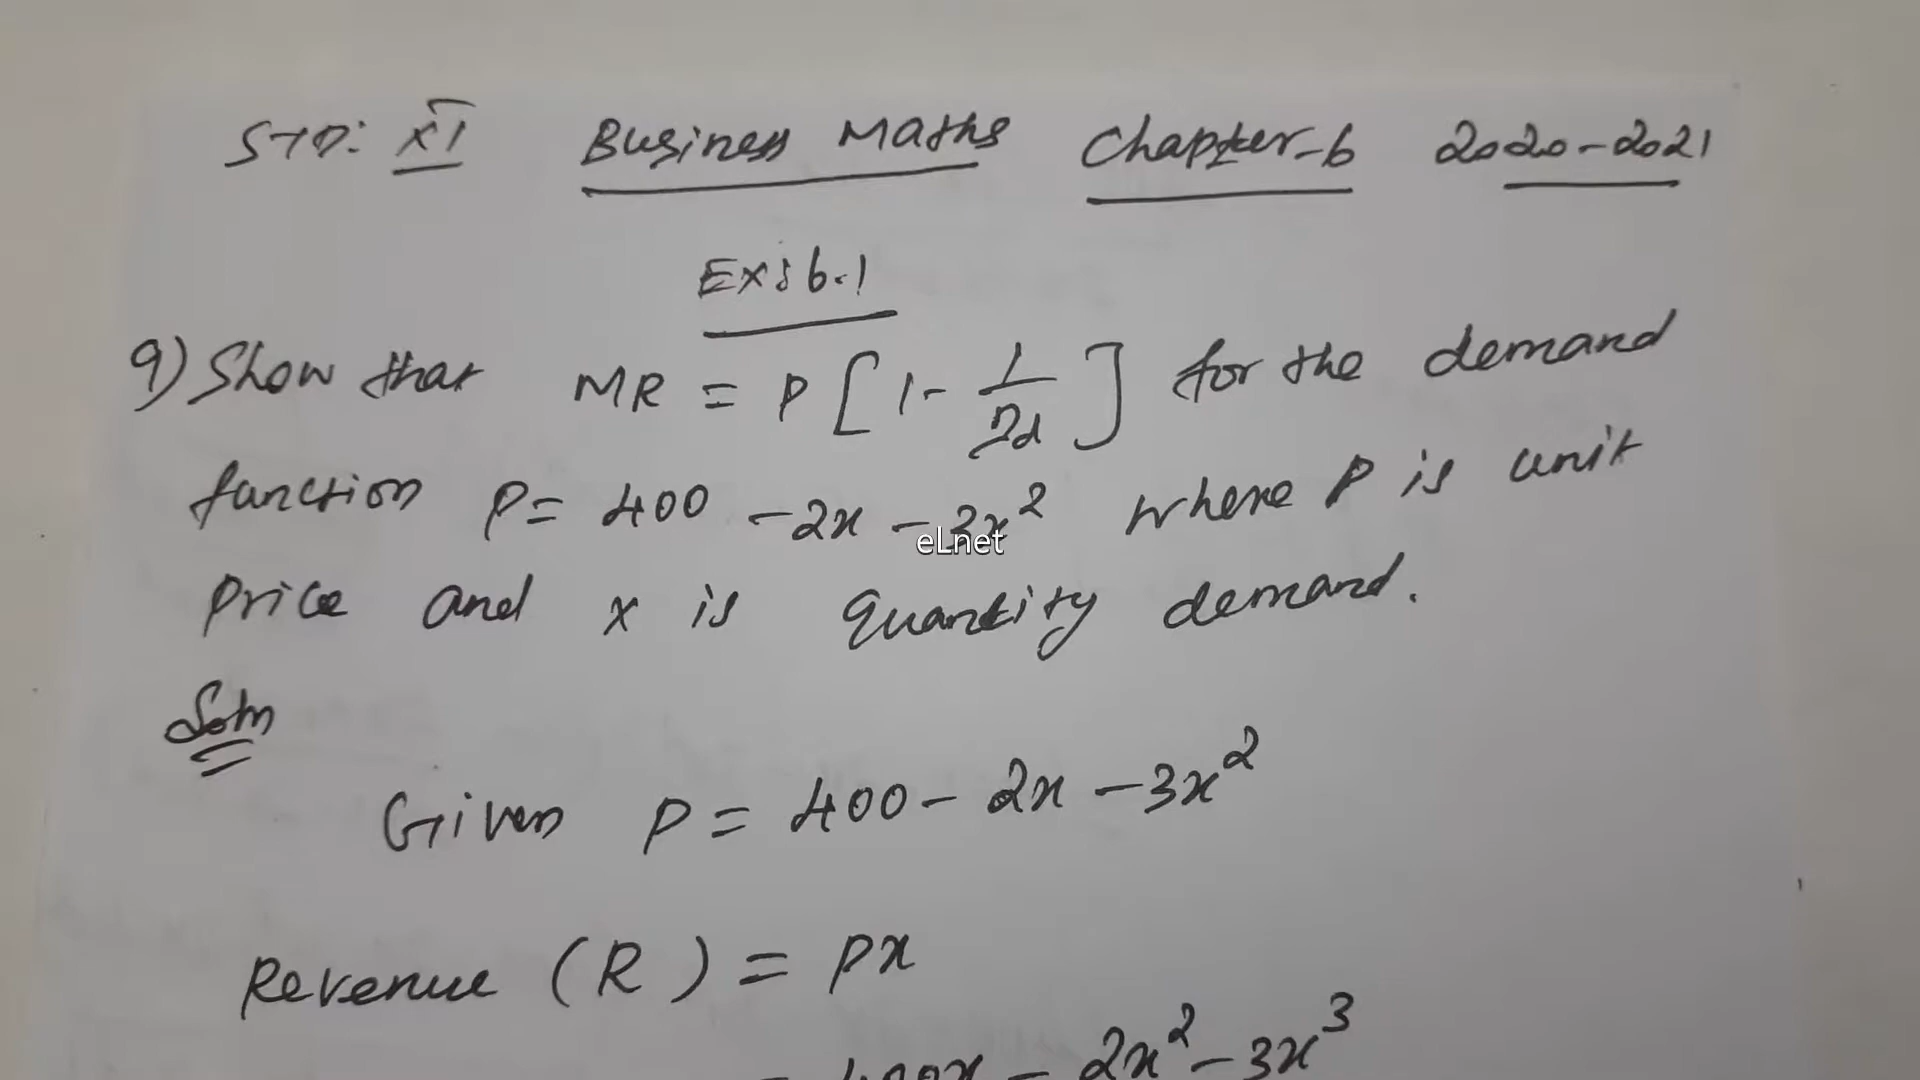 STD: XI Business Maths Chapter-6 2020-2021
Ex: 6.1
9) Show that MR = P [1 - 1/ηd] for the demand
function P = 400 - 2x - 3x² where P is unit
price and x is quantity demand.
eLnet
Soln
Given P = 400 - 2x - 3x²
Revenue (R) = Px
= 400x - 2x² - 3x³